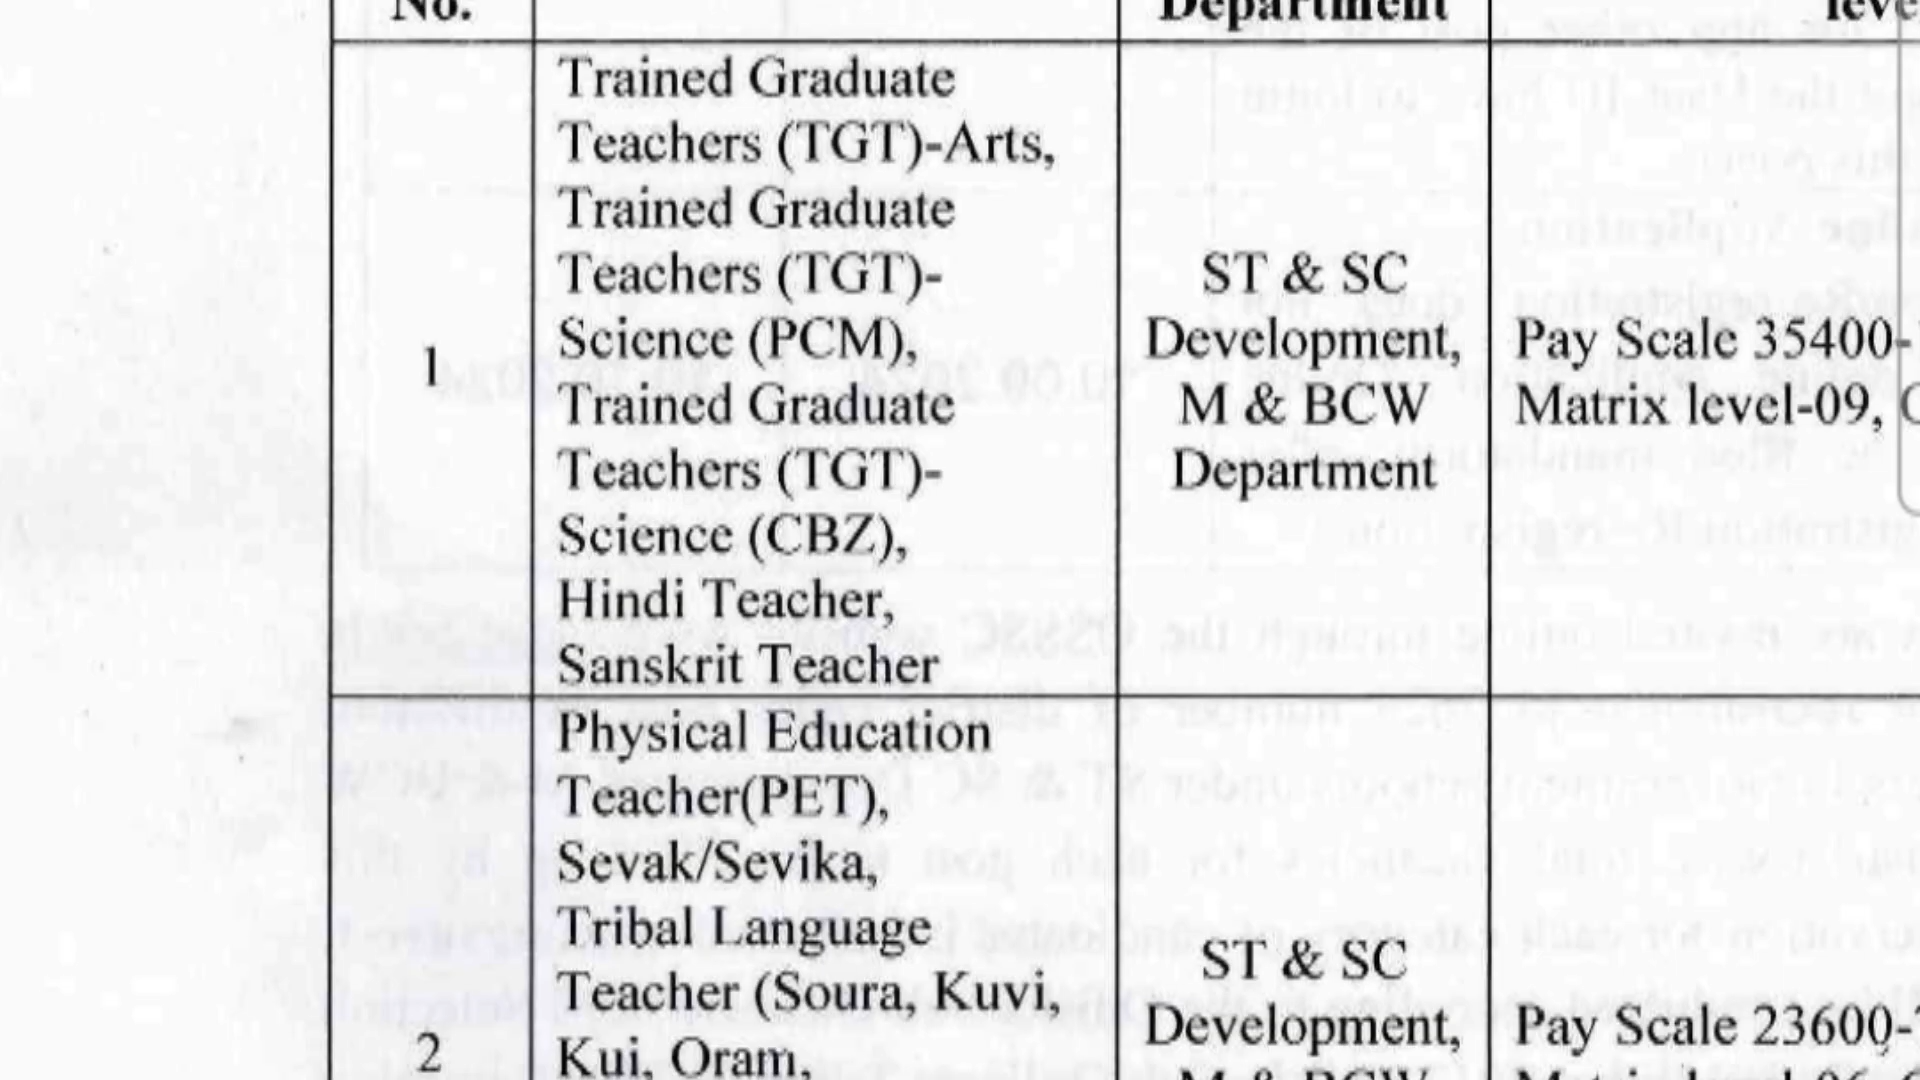 No.
Department
level
1
Trained Graduate
Teachers (TGT)-Arts,
Trained Graduate
Teachers (TGT)-
Science (PCM),
Trained Graduate
Teachers (TGT)-
Science (CBZ),
Hindi Teacher,
Sanskrit Teacher
ST & SC
Development,
M & BCW
Department
Pay Scale 35400-
Matrix level-09,
2
Physical Education
Teacher(PET),
Sevak/Sevika,
Tribal Language
Teacher (Soura, Kuvi,
Kui, Oram,
ST & SC
Development,
M & BCW
Pay Scale 23600-